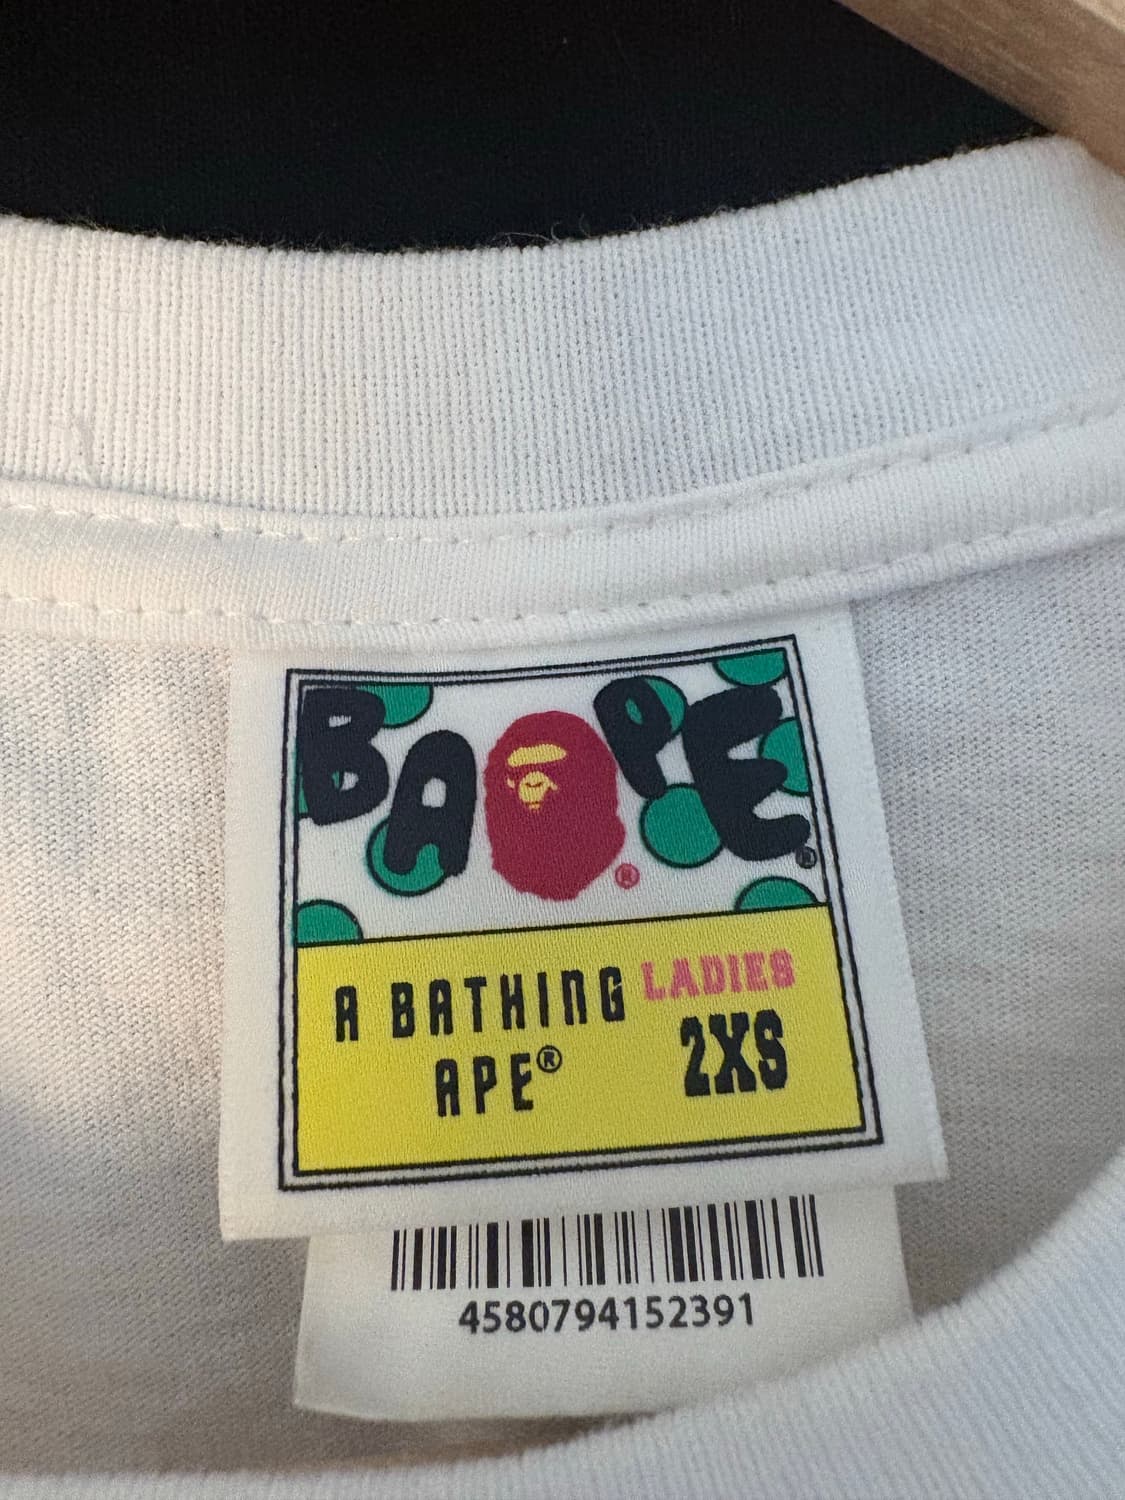 BAPE®
®
A BATHING LADIES
APE® 2XS
4580794152391